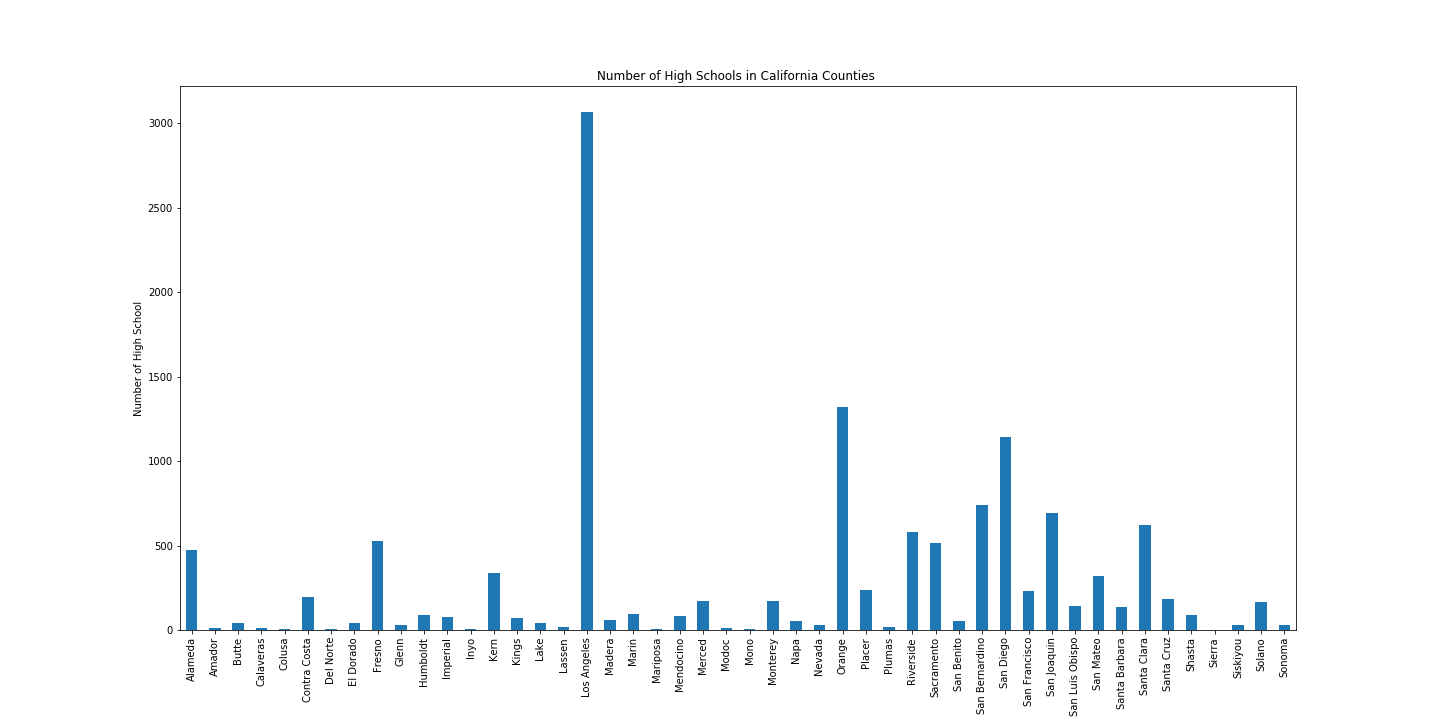 Number of High Schools in California Counties
Number of High School
3000
2500
2000
1500
1000
500
0
Alameda
Amador
Butte
Calaveras
Colusa
Contra Costa
Del Norte
El Dorado
Fresno
Glenn
Humboldt
Imperial
Inyo
Kern
Kings
Lake
Lassen
Los Angeles
Madera
Marin
Mariposa
Mendocino
Merced
Modoc
Mono
Monterey
Napa
Nevada
Orange
Placer
Plumas
Riverside
Sacramento
San Benito
San Bernardino
San Diego
San Francisco
San Joaquin
San Luis Obispo
San Mateo
Santa Barbara
Santa Clara
Santa Cruz
Shasta
Sierra
Siskiyou
Solano
Sonoma